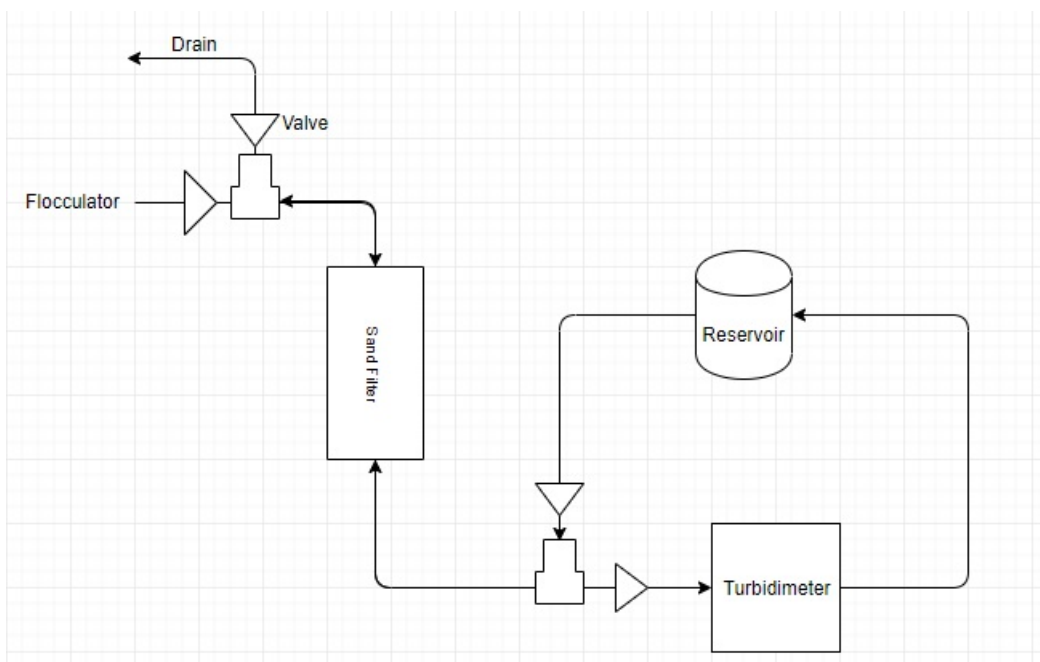 Drain
Valve
Flocculator
Sand Filter
Reservoir
Turbidimeter